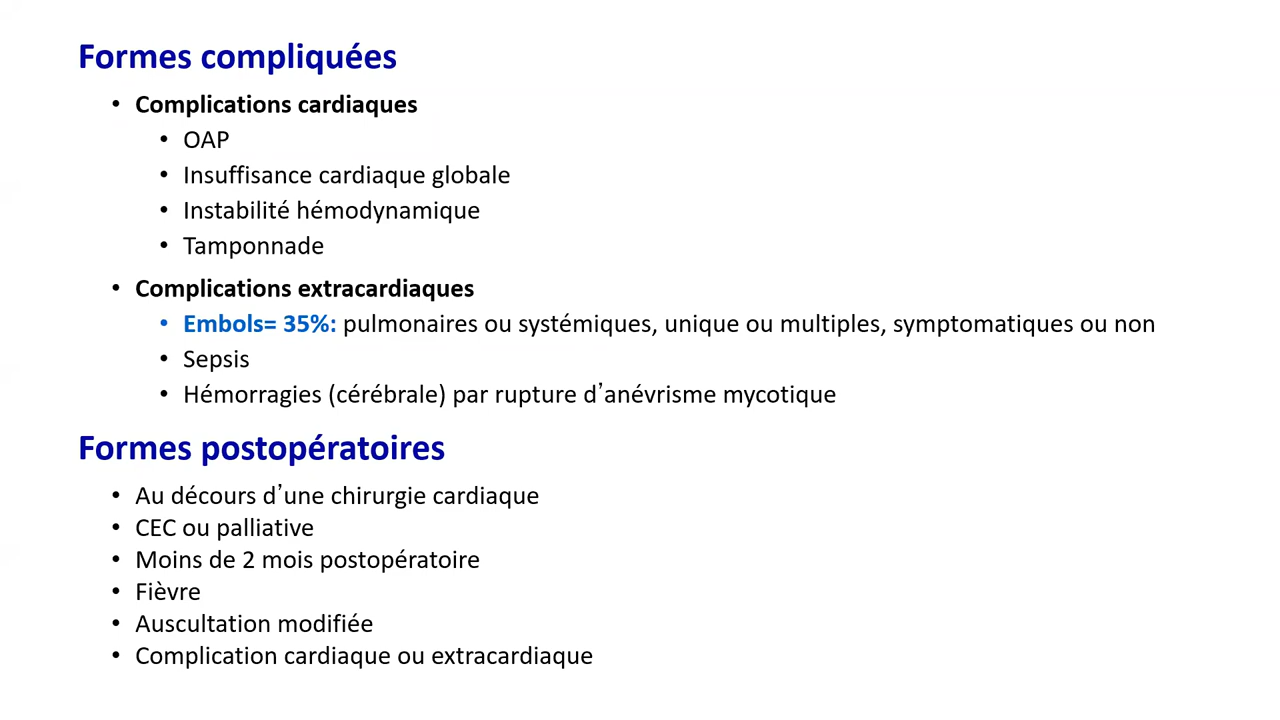 Formes compliquées
• Complications cardiaques
• OAP
• Insuffisance cardiaque globale
• Instabilité hémodynamique
• Tamponnade
• Complications extracardiaques
• Embols= 35%: pulmonaires ou systémiques, unique ou multiples, symptomatiques ou non
• Sepsis
• Hémorragies (cérébrale) par rupture d’anévrisme mycotique
Formes postopératoires
• Au décours d’une chirurgie cardiaque
• CEC ou palliative
• Moins de 2 mois postopératoire
• Fièvre
• Auscultation modifiée
• Complication cardiaque ou extracardiaque